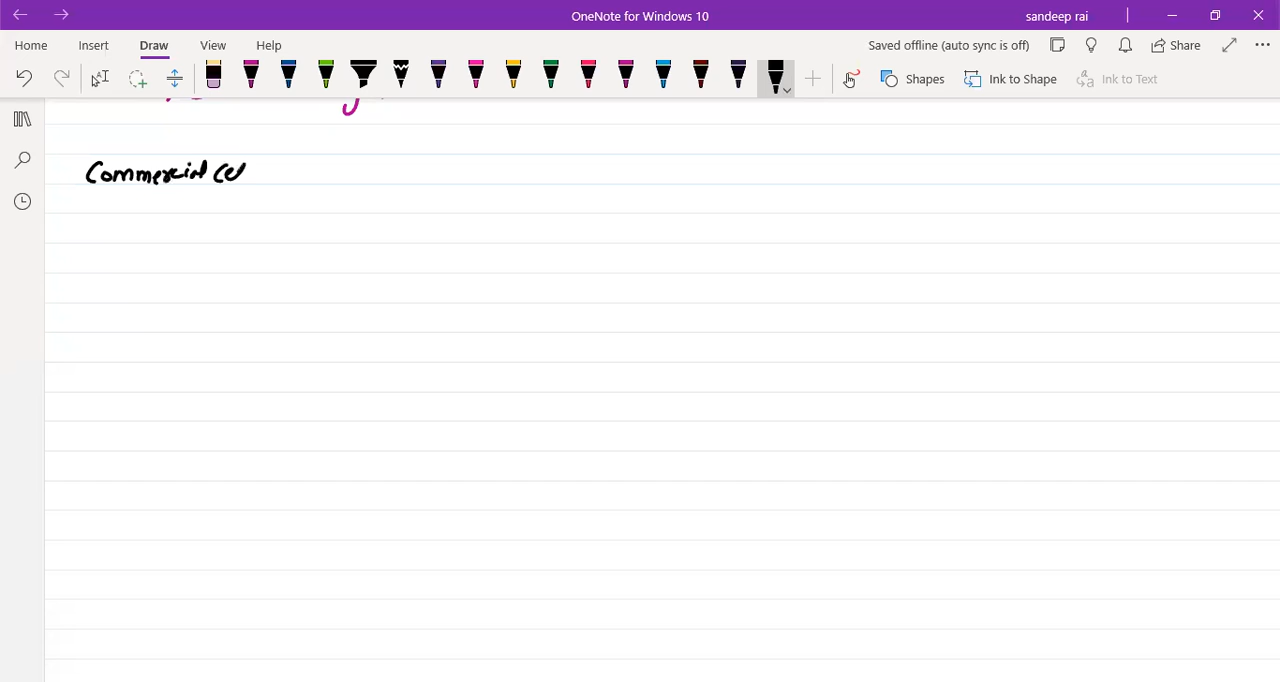 OneNote for Windows 10
sandeep rai
Home Insert Draw View Help
Saved offline (auto sync is off)
Share
Shapes
Ink to Shape
Ink to Text
Commercial